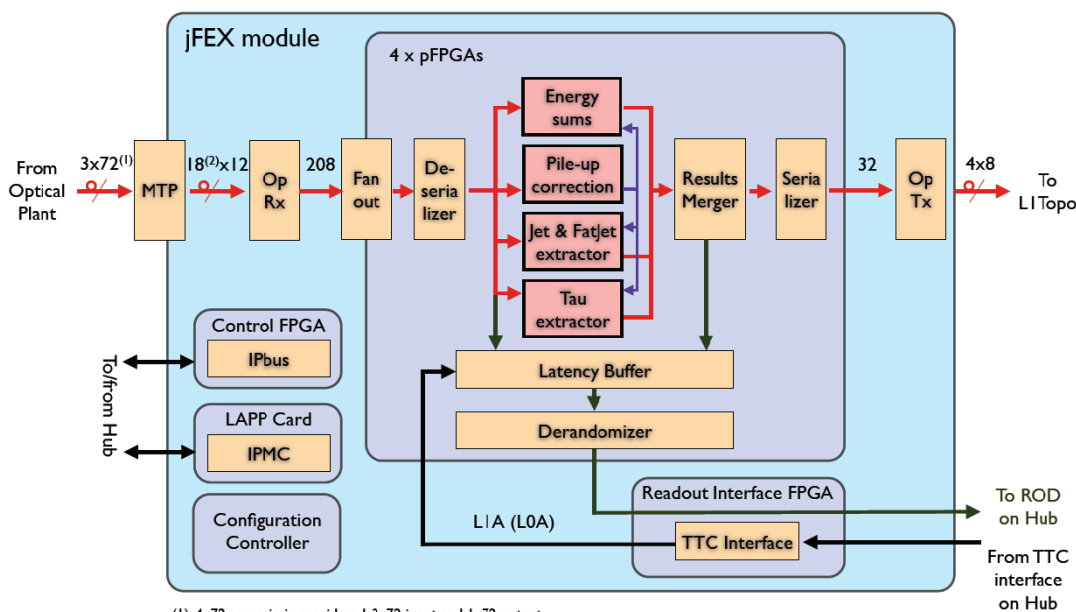 jFEX module
4 x pFPGAs
From
Optical
Plant
3x72(1)
MTP
18(2)x12
Op
Rx
208
Fan
out
De-
seria
lizer
Energy
sums
Pile-up
correction
Jet & FatJet
extractor
Tau
extractor
Results
Merger
Seria
lizer
32
Op
Tx
4x8
To
L1Topo
Latency Buffer
Derandomizer
Control FPGA
IPbus
To/from Hub
LAPP Card
IPMC
Configuration
Controller
L1A (L0A)
Readout Interface FPGA
TTC Interface
To ROD
on Hub
From TTC
interface
on Hub